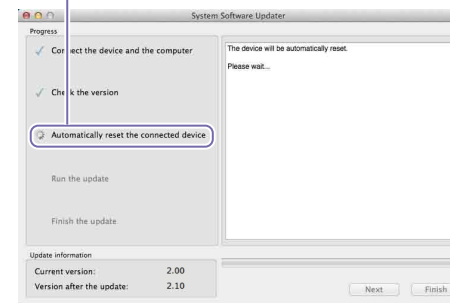 System Software Updater
Progress
Connect the device and the computer
Check the version
Automatically reset the connected device
Run the update
Finish the update
The device will be automatically reset.
Please wait...
Update information
Current version: 2.00
Version after the update: 2.10
Next
Finish